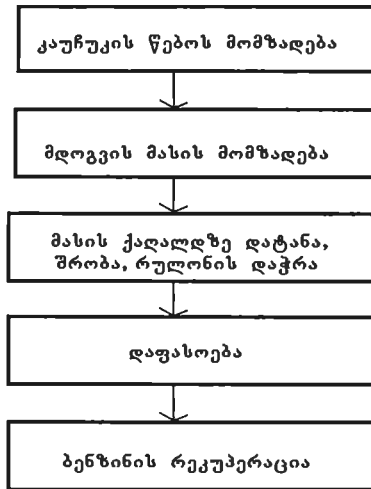 კაუჩუკის წებოს მომზადება
მდოგვის მასის მომზადება
მასის ქაღალდზე დატანა,
შრობა, რულონის დაჭრა
დაფასოება
ბენზინის რეკუპერაცია